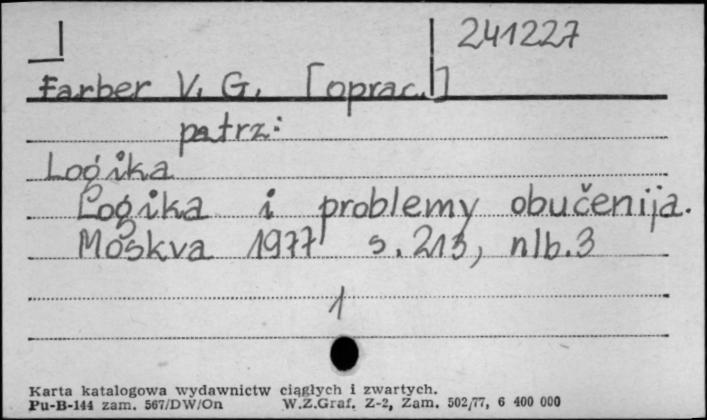 241227
Farber V. G. [oprac.]
patrz:
Logika
Logika i problemy obučenija.
Moskva 1977 s. 213, nlb. 3
1
Karta katalogowa wydawnictw ciągłych i zwartych.
Pu-B-144 zam. 567/DW/On W.Z.Graf. Z-2, Zam. 502/77, 6 400 000